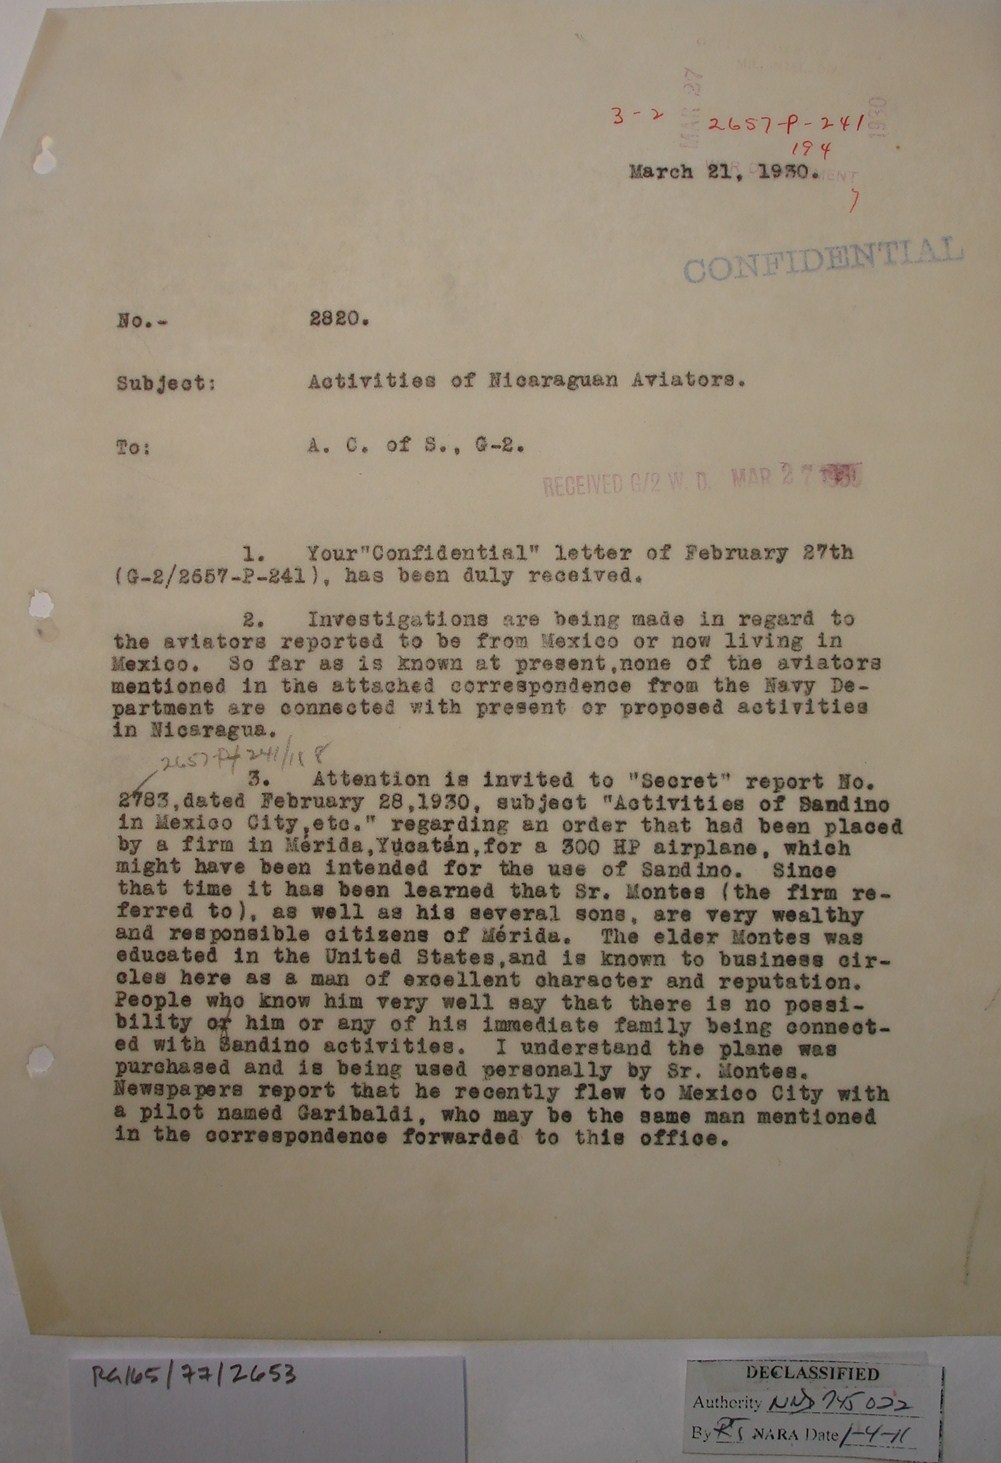 3-2 2657-P-241
194
MAR 27 1930
March 21, 1930.
CONFIDENTIAL
No.- 2820.
Subject: Activities of Nicaraguan Aviators.
To: A. C. of S., G-2.
RECEIVED G/2 W. D. MAR 27 1930
1. Your"Confidential" letter of February 27th
(G-2/2657-P-241), has been duly received.
2. Investigations are being made in regard to
the aviators reported to be from Mexico or now living in
Mexico. So far as is known at present,none of the aviators
mentioned in the attached correspondence from the Navy De-
partment are connected with present or proposed activities
in Nicaragua.
2657-P-241/188
3. Attention is invited to "Secret" report No.
2783,dated February 28,1930, subject "Activities of Sandino
in Mexico City,etc." regarding an order that had been placed
by a firm in Mérida,Yucatán,for a 300 HP airplane, which
might have been intended for the use of Sandino. Since
that time it has been learned that Sr. Montes (the firm re-
ferred to), as well as his several sons, are very wealthy
and responsible citizens of Mérida. The elder Montes was
educated in the United States,and is known to business cir-
cles here as a man of excellent character and reputation.
People who know him very well say that there is no possi-
bility of him or any of his immediate family being connect-
ed with Sandino activities. I understand the plane was
purchased and is being used personally by Sr. Montes.
Newspapers report that he recently flew to Mexico City with
a pilot named Garibaldi, who may be the same man mentioned
in the correspondence forwarded to this office.
RG165/77/2653
DECLASSIFIED
Authority NND 745022
By RT NARA Date 1-4-11